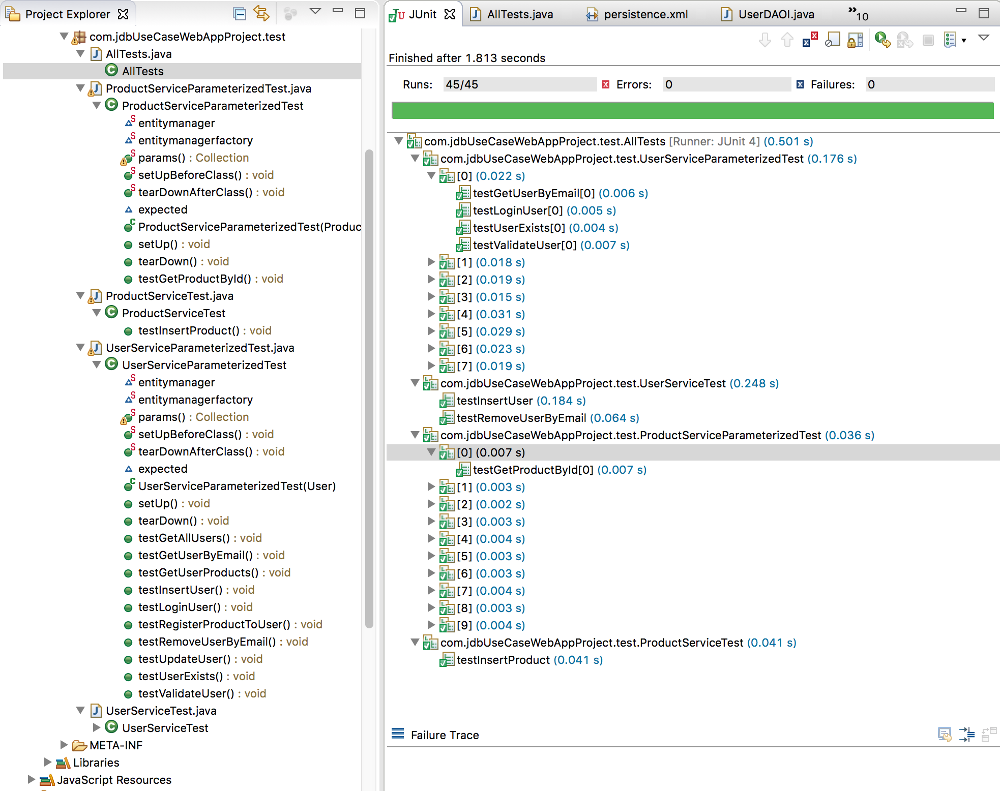 Project Explorer
com.jdbUseCaseWebAppProject.test
AllTests.java
AllTests
ProductServiceParameterizedTest.java
ProductServiceParameterizedTest
entitymanager
entitymanagerfactory
params() : Collection
setUpBeforeClass() : void
tearDownAfterClass() : void
expected
ProductServiceParameterizedTest(Produc
setUp() : void
tearDown() : void
testGetProductById() : void
ProductServiceTest.java
ProductServiceTest
testInsertProduct() : void
UserServiceParameterizedTest.java
UserServiceParameterizedTest
entitymanager
entitymanagerfactory
params() : Collection
setUpBeforeClass() : void
tearDownAfterClass() : void
expected
UserServiceParameterizedTest(User)
setUp() : void
tearDown() : void
testGetAllUsers() : void
testGetUserByEmail() : void
testGetUserProducts() : void
testInsertUser() : void
testLoginUser() : void
testRegisterProductToUser() : void
testRemoveUserByEmail() : void
testUpdateUser() : void
testUserExists() : void
testValidateUser() : void
UserServiceTest.java
UserServiceTest
META-INF
Libraries
JavaScript Resources
JUnit AllTests.java persistence.xml UserDAOI.java »10
Finished after 1.813 seconds
Runs: 45/45 Errors: 0 Failures: 0
com.jdbUseCaseWebAppProject.test.AllTests [Runner: JUnit 4] (0.501 s)
com.jdbUseCaseWebAppProject.test.UserServiceParameterizedTest (0.176 s)
[0] (0.022 s)
testGetUserByEmail[0] (0.006 s)
testLoginUser[0] (0.005 s)
testUserExists[0] (0.004 s)
testValidateUser[0] (0.007 s)
[1] (0.018 s)
[2] (0.019 s)
[3] (0.015 s)
[4] (0.031 s)
[5] (0.029 s)
[6] (0.023 s)
[7] (0.019 s)
com.jdbUseCaseWebAppProject.test.UserServiceTest (0.248 s)
testInsertUser (0.184 s)
testRemoveUserByEmail (0.064 s)
com.jdbUseCaseWebAppProject.test.ProductServiceParameterizedTest (0.036 s)
[0] (0.007 s)
testGetProductById[0] (0.007 s)
[1] (0.003 s)
[2] (0.002 s)
[3] (0.003 s)
[4] (0.004 s)
[5] (0.003 s)
[6] (0.003 s)
[7] (0.004 s)
[8] (0.003 s)
[9] (0.004 s)
com.jdbUseCaseWebAppProject.test.ProductServiceTest (0.041 s)
testInsertProduct (0.041 s)
Failure Trace